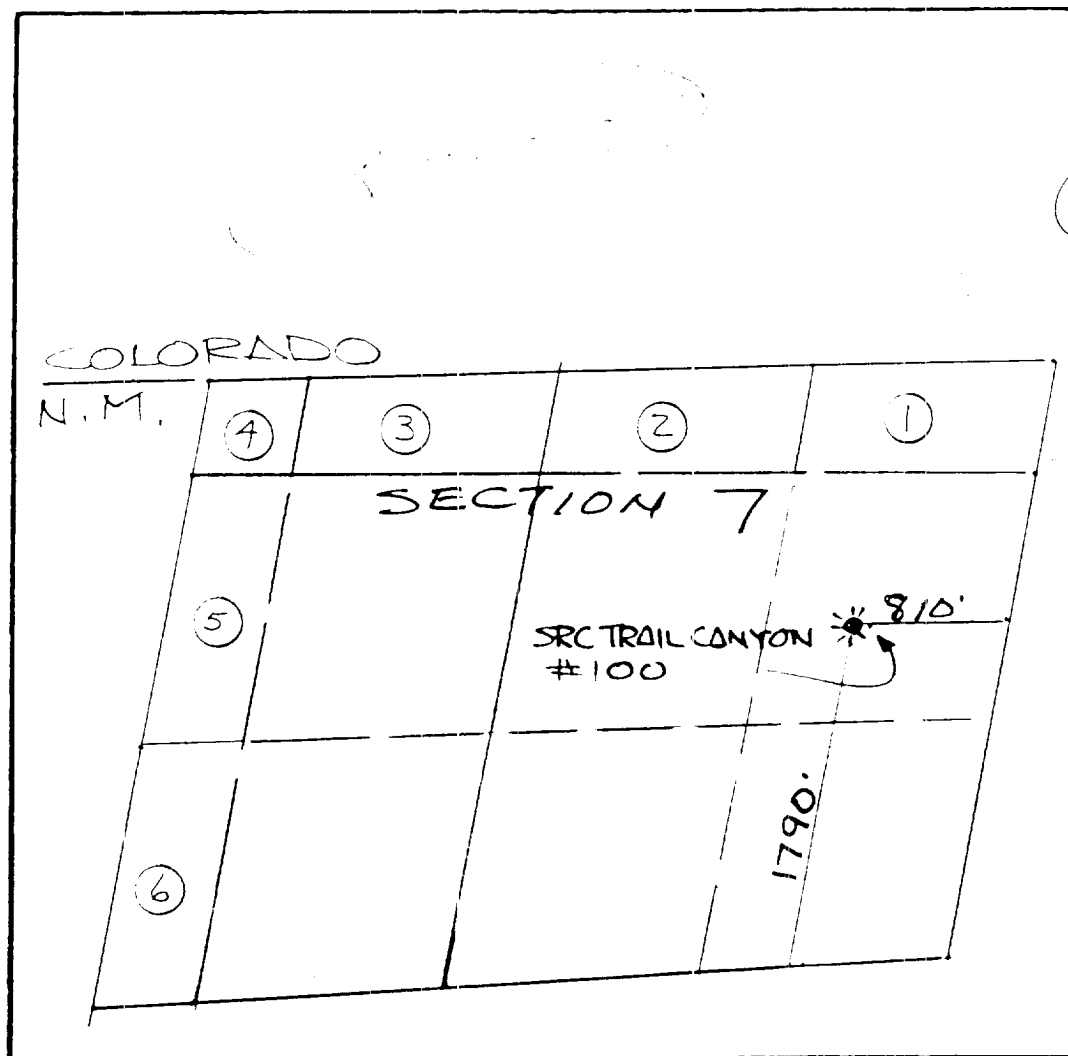 COLORADO
N.M.
4
3
2
1
SECTION 7
5
810'
SRC TRAIL CANYON
#100
1790'
6